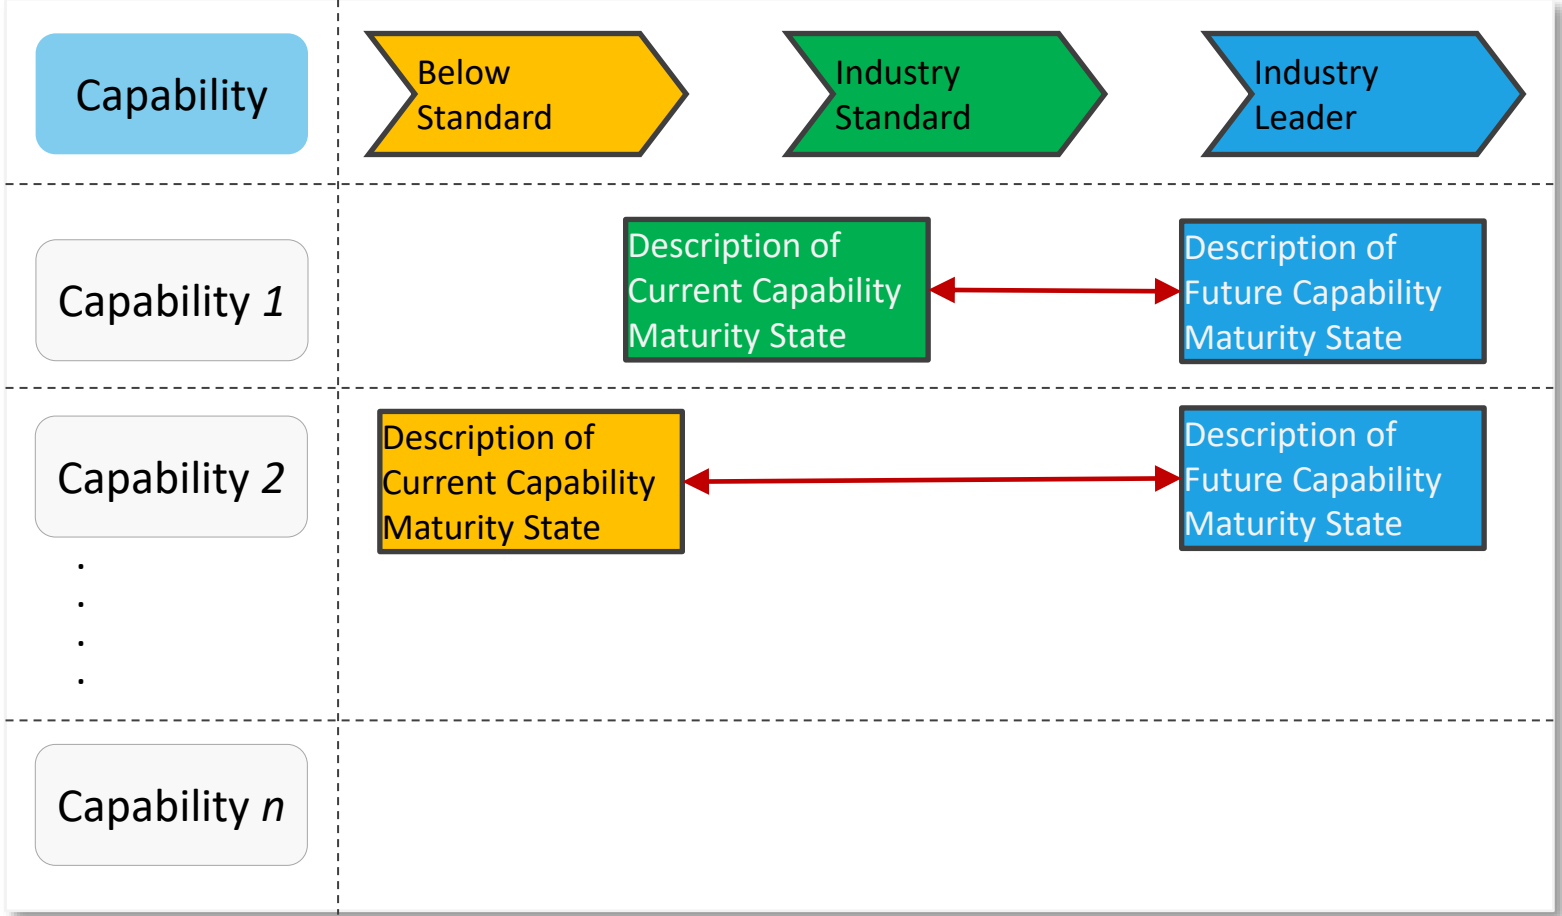 Capability
Below
Standard
Industry
Standard
Industry
Leader
Capability 1
Description of
Current Capability
Maturity State
Description of
Future Capability
Maturity State
Capability 2
Description of
Current Capability
Maturity State
Description of
Future Capability
Maturity State
.
.
.
.
Capability n